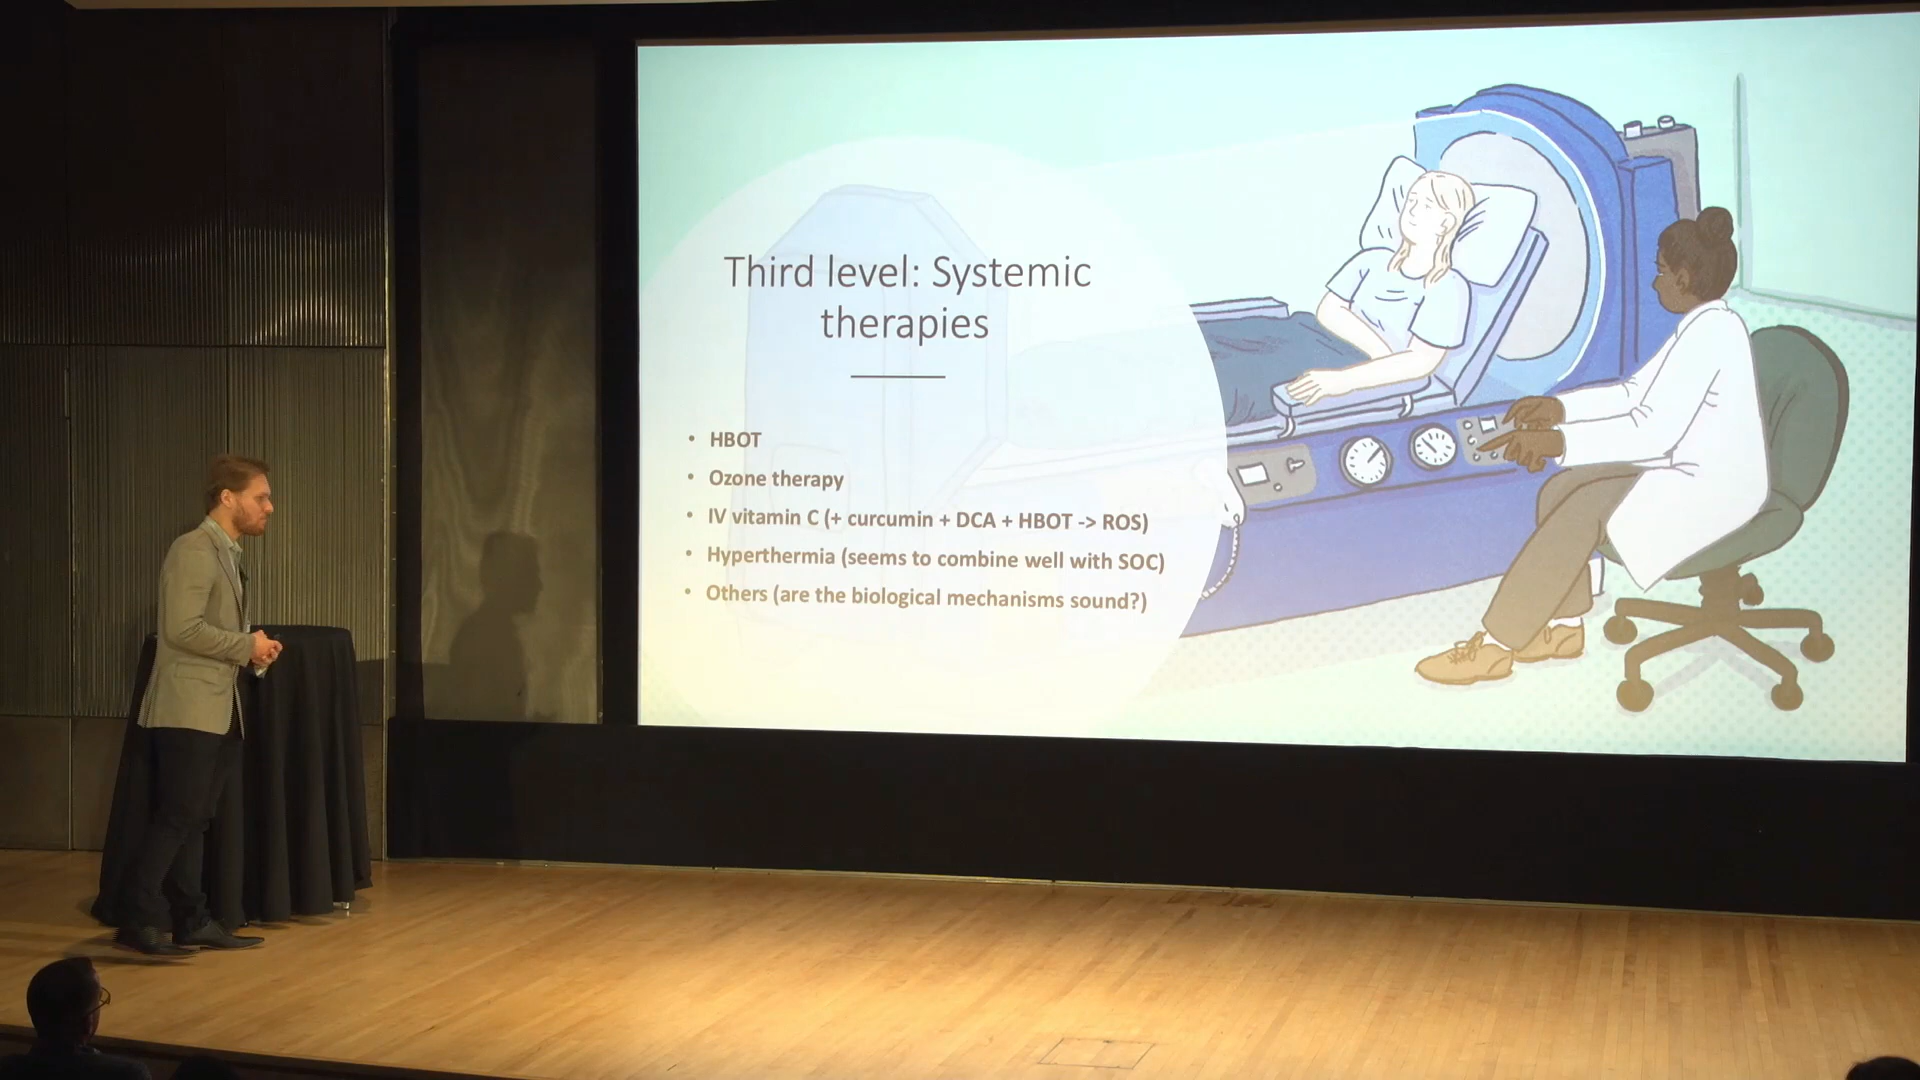 Third level: Systemic
therapies
• HBOT
• Ozone therapy
• IV vitamin C (+ curcumin + DCA + HBOT -> ROS)
• Hyperthermia (seems to combine well with SOC)
• Others (are the biological mechanisms sound?)